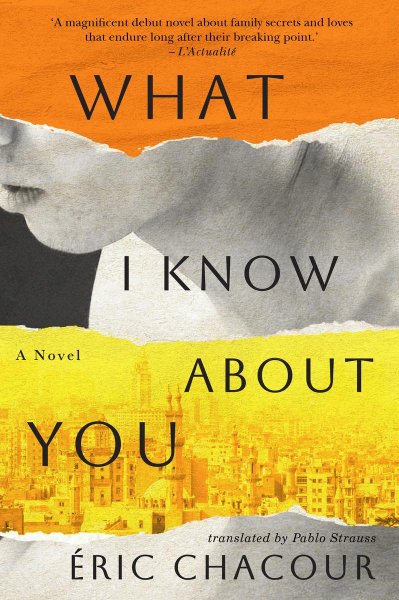 ‘A magnificent debut novel about family secrets and loves
that endure long after their breaking point.’
– L’Actualité
WHAT
I KNOW
A Novel
ABOUT
YOU
translated by Pablo Strauss
ÉRIC CHACOUR